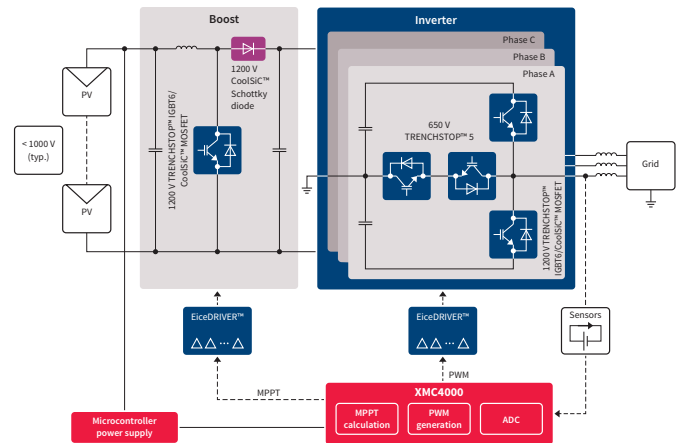 Boost
Inverter
Phase C
Phase B
Phase A
PV
< 1000 V
(typ.)
PV
1200 V
CoolSiC™
Schottky
diode
1200 V TRENCHSTOP™ IGBT6/
CoolSiC™ MOSFET
650 V
TRENCHSTOP™ 5
1200 V TRENCHSTOP™
IGBT6/CoolSiC™ MOSFET
Grid
EiceDRIVER™
EiceDRIVER™
Sensors
MPPT
PWM
XMC4000
MPPT
calculation
PWM
generation
ADC
Microcontroller
power supply